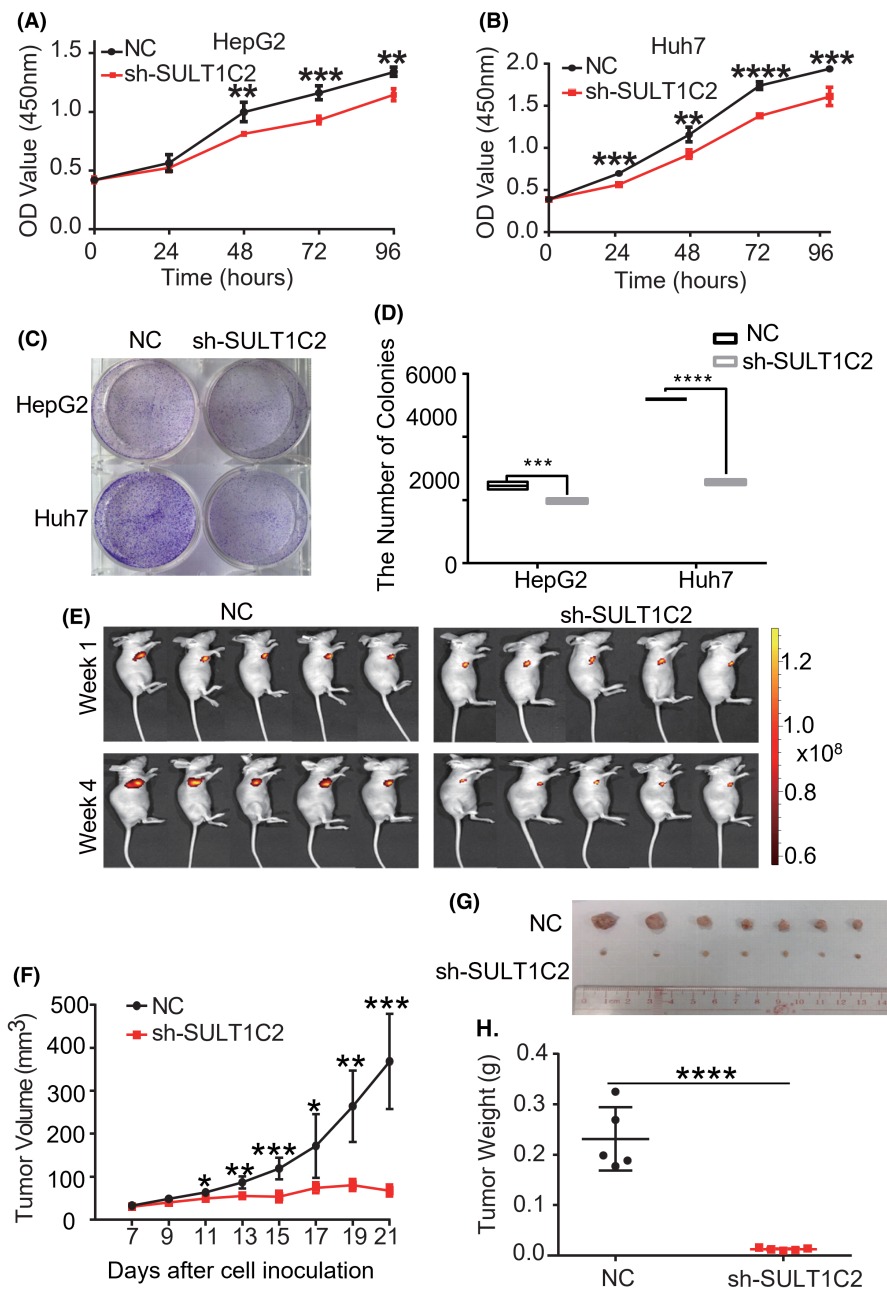 (A)
HepG2
NC
sh-SULT1C2
OD Value (450nm)
1.5
1.0
0.5
0.0
** *** **
0 24 48 72 96
Time (hours)
(B)
Huh7
NC
sh-SULT1C2
OD Value (450nm)
2.0
1.5
1.0
0.5
0.0
*** ** **** ***
0 24 48 72 96
Time (hours)
(C)
NC sh-SULT1C2
HepG2
Huh7
(D)
NC
sh-SULT1C2
The Number of Colonies
6000
4000
2000
0
*** ****
HepG2 Huh7
(E)
NC sh-SULT1C2
Week 1
Week 4
1.2
1.0
x10⁸
0.8
0.6
(G)
NC
sh-SULT1C2
(F)
NC
sh-SULT1C2
Tumor Volume (mm³)
500
400
300
200
100
0
* ** *** * ** ***
7 9 11 13 15 17 19 21
Days after cell inoculation
H.
Tumor Weight (g)
0.4
0.3
0.2
0.1
0.0
****
NC sh-SULT1C2